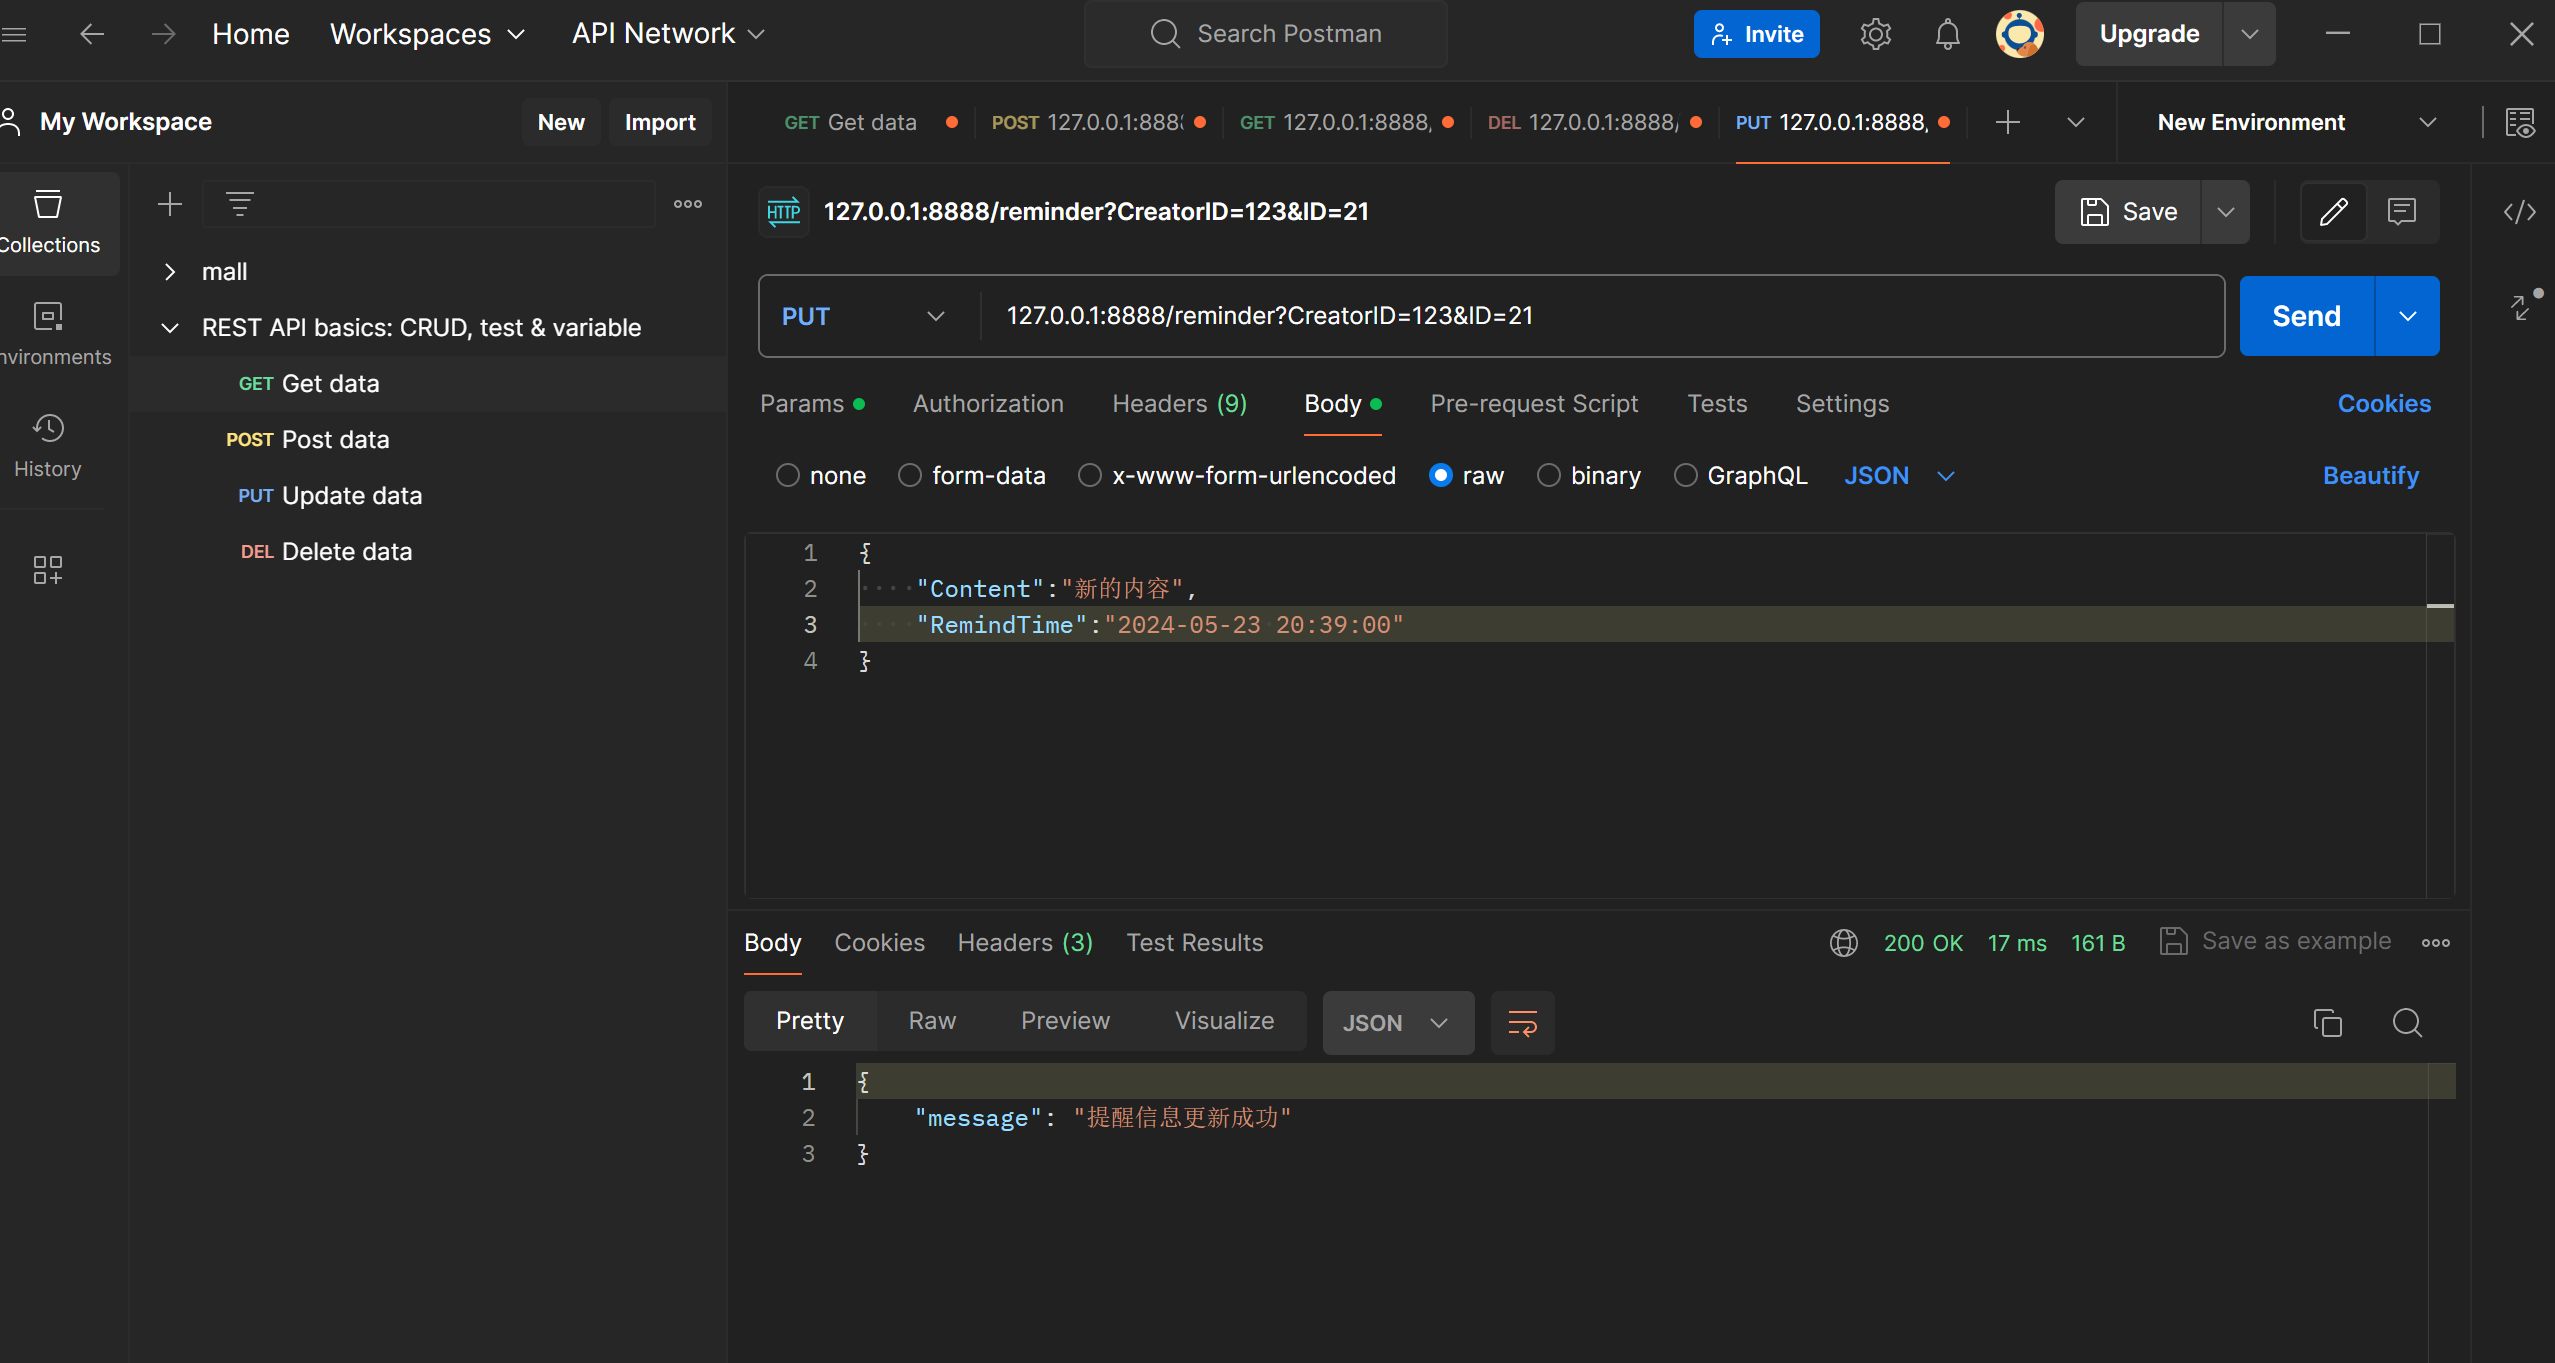 Home Workspaces API Network Search Postman Invite Upgrade
My Workspace New Import
GET Get data POST 127.0.0.1:888 GET 127.0.0.1:8888, DEL 127.0.0.1:8888/ PUT 127.0.0.1:8888, New Environment
Collections
nvironments
History
mall
REST API basics: CRUD, test & variable
GET Get data
POST Post data
PUT Update data
DEL Delete data
HTTP 127.0.0.1:8888/reminder?CreatorID=123&ID=21 Save
PUT 127.0.0.1:8888/reminder?CreatorID=123&ID=21 Send
Params Authorization Headers (9) Body Pre-request Script Tests Settings Cookies
none form-data x-www-form-urlencoded raw binary GraphQL JSON Beautify
1 {
2 "Content":"新的内容",
3 "RemindTime":"2024-05-23 20:39:00"
4 }
Body Cookies Headers (3) Test Results 200 OK 17 ms 161 B Save as example
Pretty Raw Preview Visualize JSON
1 {
2 "message": "提醒信息更新成功"
3 }